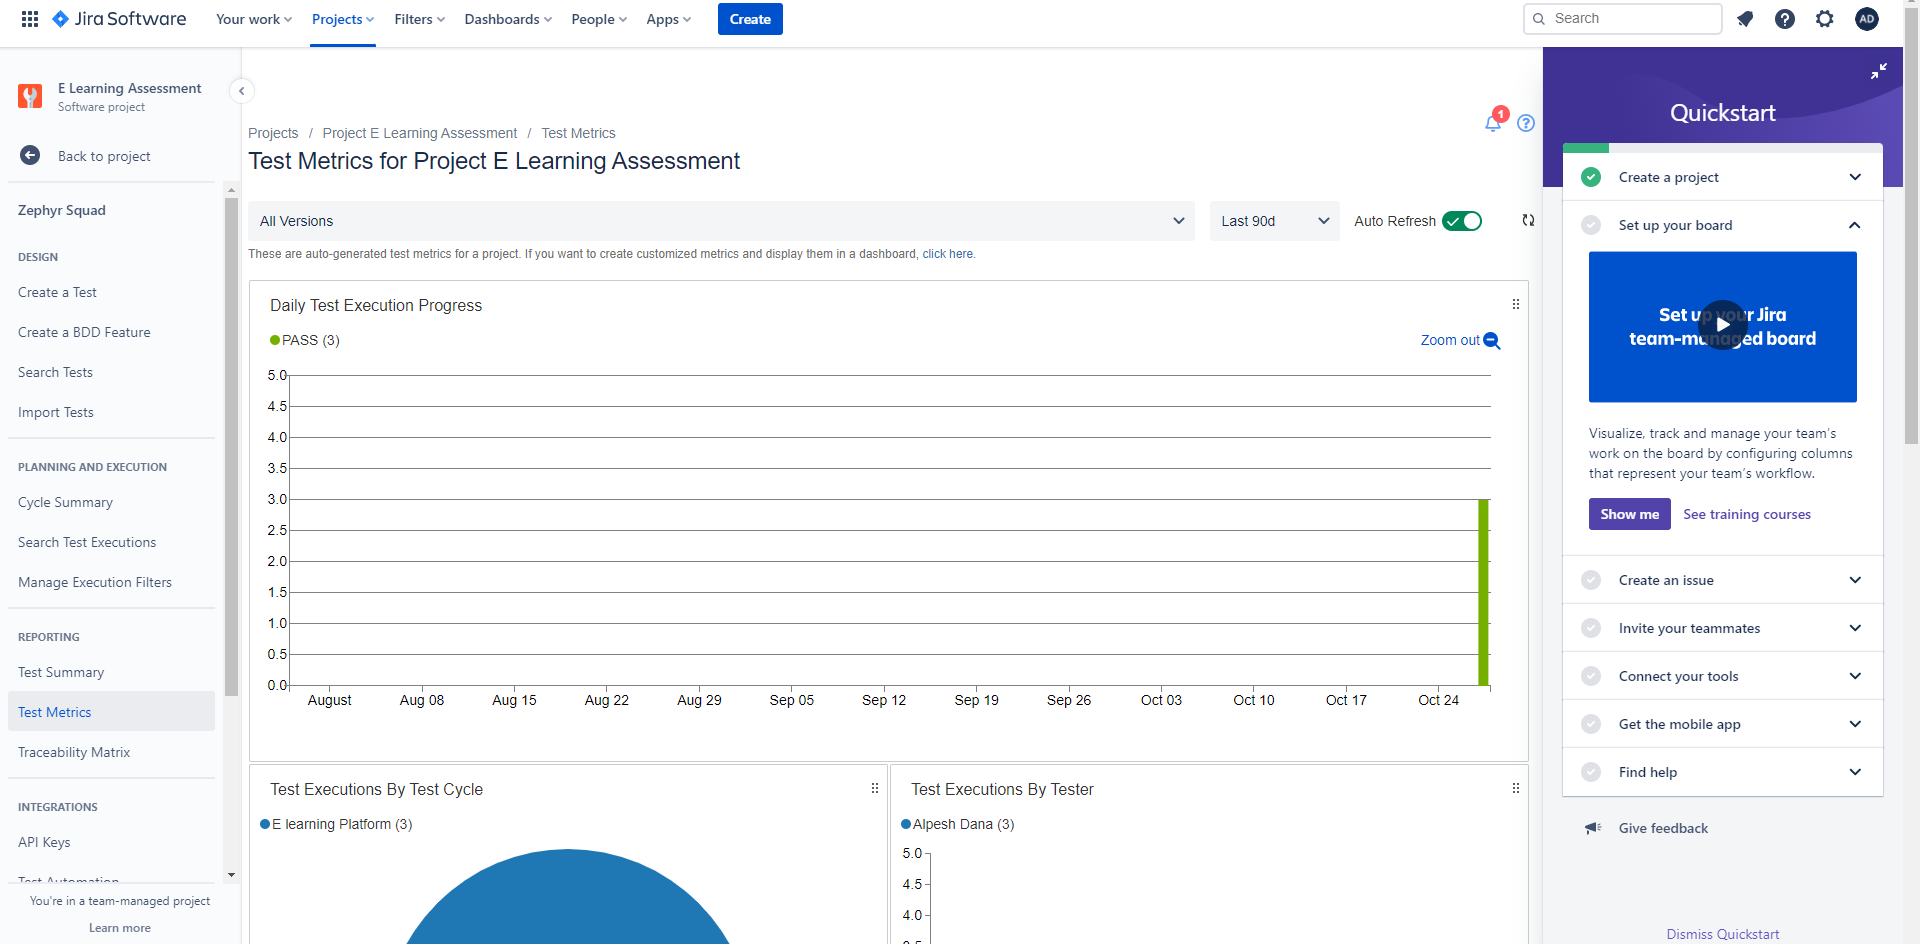 Jira Software
Your work
Projects
Filters
Dashboards
People
Apps
Create
Search
AD
E Learning Assessment
Software project
Back to project
Zephyr Squad
DESIGN
Create a Test
Create a BDD Feature
Search Tests
Import Tests
PLANNING AND EXECUTION
Cycle Summary
Search Test Executions
Manage Execution Filters
REPORTING
Test Summary
Test Metrics
Traceability Matrix
INTEGRATIONS
API Keys
Test Automation
You're in a team-managed project
Learn more
Projects / Project E Learning Assessment / Test Metrics
1
Test Metrics for Project E Learning Assessment
All Versions
Last 90d
Auto Refresh
These are auto-generated test metrics for a project. If you want to create customized metrics and display them in a dashboard, click here.
Daily Test Execution Progress
PASS (3)
Zoom out
5.0
4.5
4.0
3.5
3.0
2.5
2.0
1.5
1.0
0.5
0.0
August Aug 08 Aug 15 Aug 22 Aug 29 Sep 05 Sep 12 Sep 19 Sep 26 Oct 03 Oct 10 Oct 17 Oct 24
Test Executions By Test Cycle
E learning Platform (3)
Test Executions By Tester
Alpesh Dana (3)
5.0
4.5
4.0
3.5
Quickstart
Create a project
Set up your board
Set up your Jira
team-managed board
Visualize, track and manage your team's
work on the board by configuring columns
that represent your team's workflow.
Show me
See training courses
Create an issue
Invite your teammates
Connect your tools
Get the mobile app
Find help
Give feedback
Dismiss Quickstart